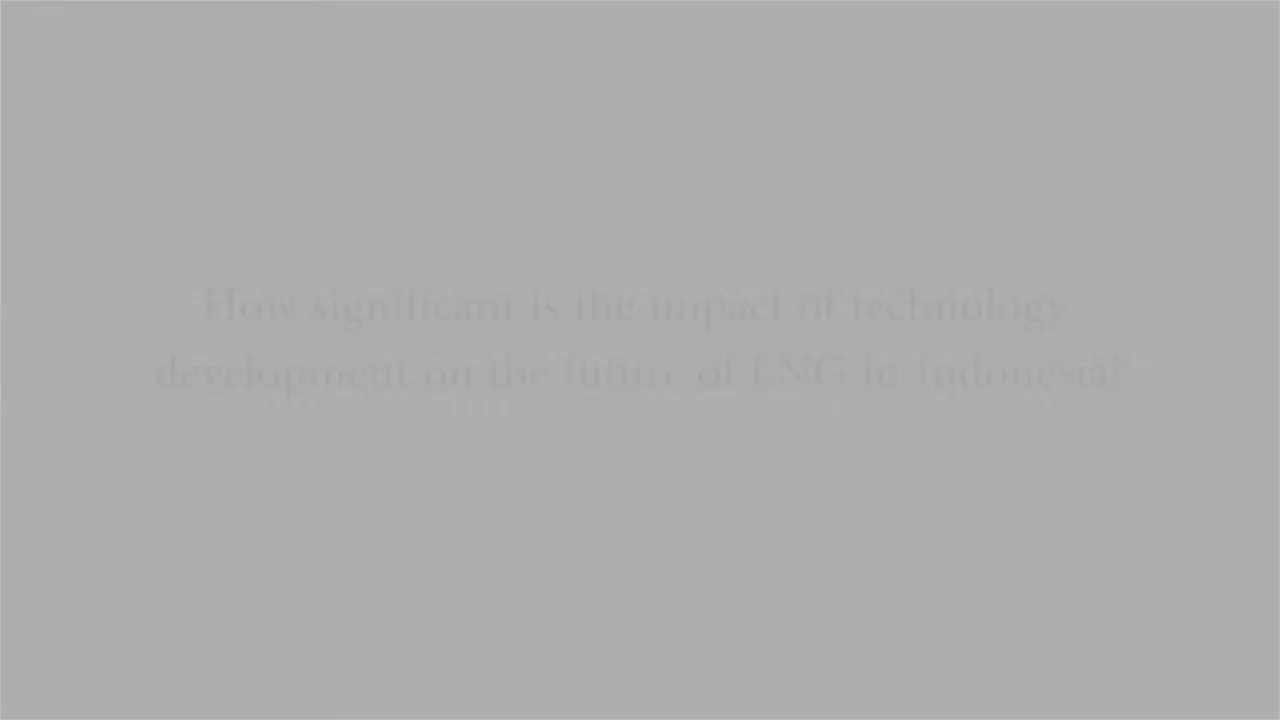 How significant is the impact of technology
development on the future of LNG in Indonesia?